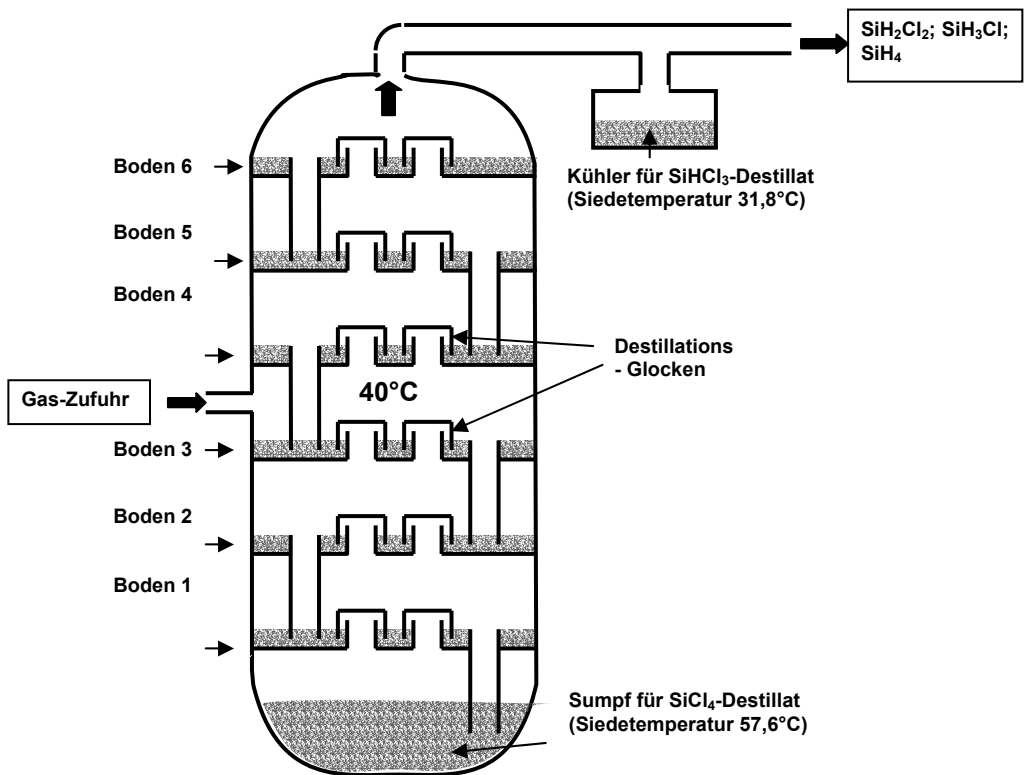 SiH₂Cl₂; SiH₃Cl;
SiH₄
Boden 6
Kühler für SiHCl₃-Destillat
(Siedetemperatur 31,8°C)
Boden 5
Boden 4
Destillations
- Glocken
40°C
Gas-Zufuhr
Boden 3
Boden 2
Boden 1
Sumpf für SiCl₄-Destillat
(Siedetemperatur 57,6°C)